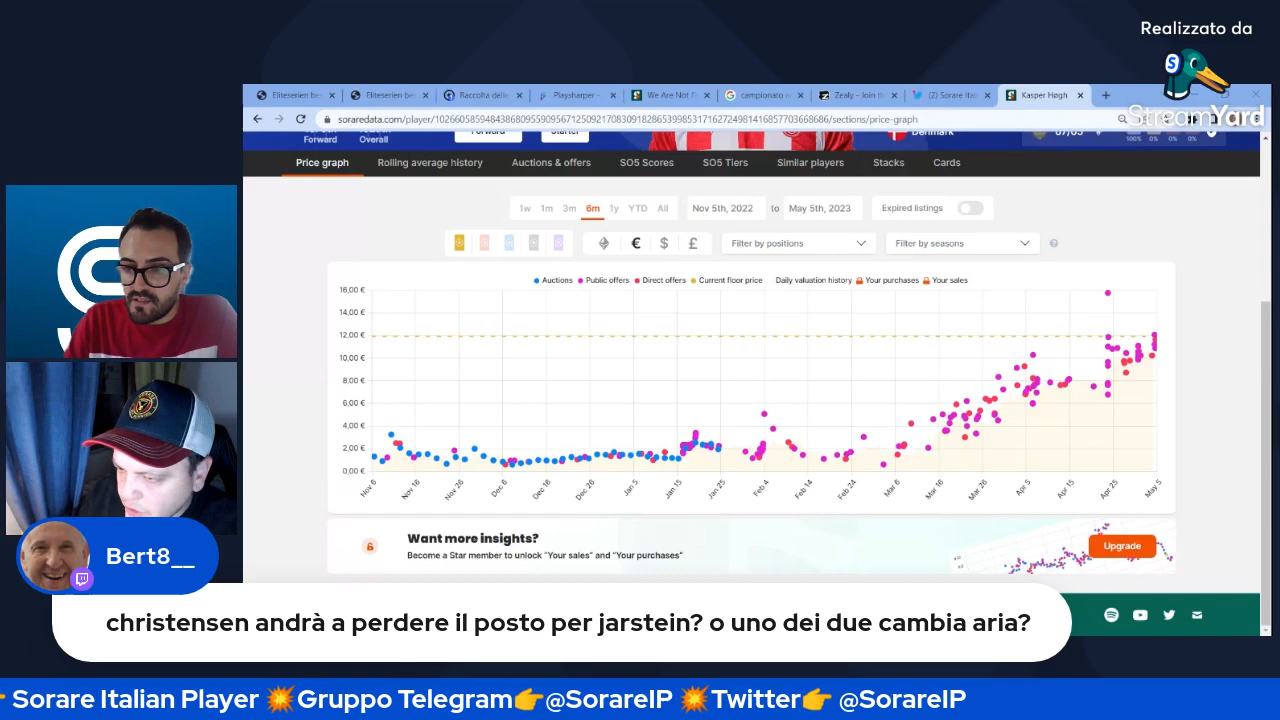 Realizzato da
StreamYard
Eliteserien be
Eliteserien be
Raccolta delle
Playsharper -
We Are Not F
campionato
Zealy - Join th
(2) Sorare Ital
Kasper Høgh
Forward
Overall
Forward
Starter
Denmark
Price graph
Rolling average history
Auctions & offers
SO5 Scores
SO5 Tiers
Similar players
Stacks
Cards
1w 1m 3m 6m 1y YTD All
Nov 5th, 2022 to May 5th, 2023
Expired listings
€ $ £
Filter by positions
Filter by seasons
Auctions Public offers Direct offers Current floor price Daily valuation history Your purchases Your sales
16,00 €
14,00 €
12,00 €
10,00 €
8,00 €
6,00 €
4,00 €
2,00 €
0,00 €
Nov 6 Nov 16 Nov 26 Dec 6 Dec 16 Dec 26 Jan 5 Jan 15 Jan 25 Feb 4 Feb 14 Feb 24 Mar 6 Mar 16 Mar 26 Apr 5 Apr 15 Apr 25 May 5
Want more insights?
Become a Star member to unlock "Your sales" and "Your purchases"
Upgrade
Bert8__
christensen andrà a perdere il posto per jarstein? o uno dei due cambia aria?
Sorare Italian Player 💥Gruppo Telegram👉@SorareIP 💥Twitter👉 @SorareIP